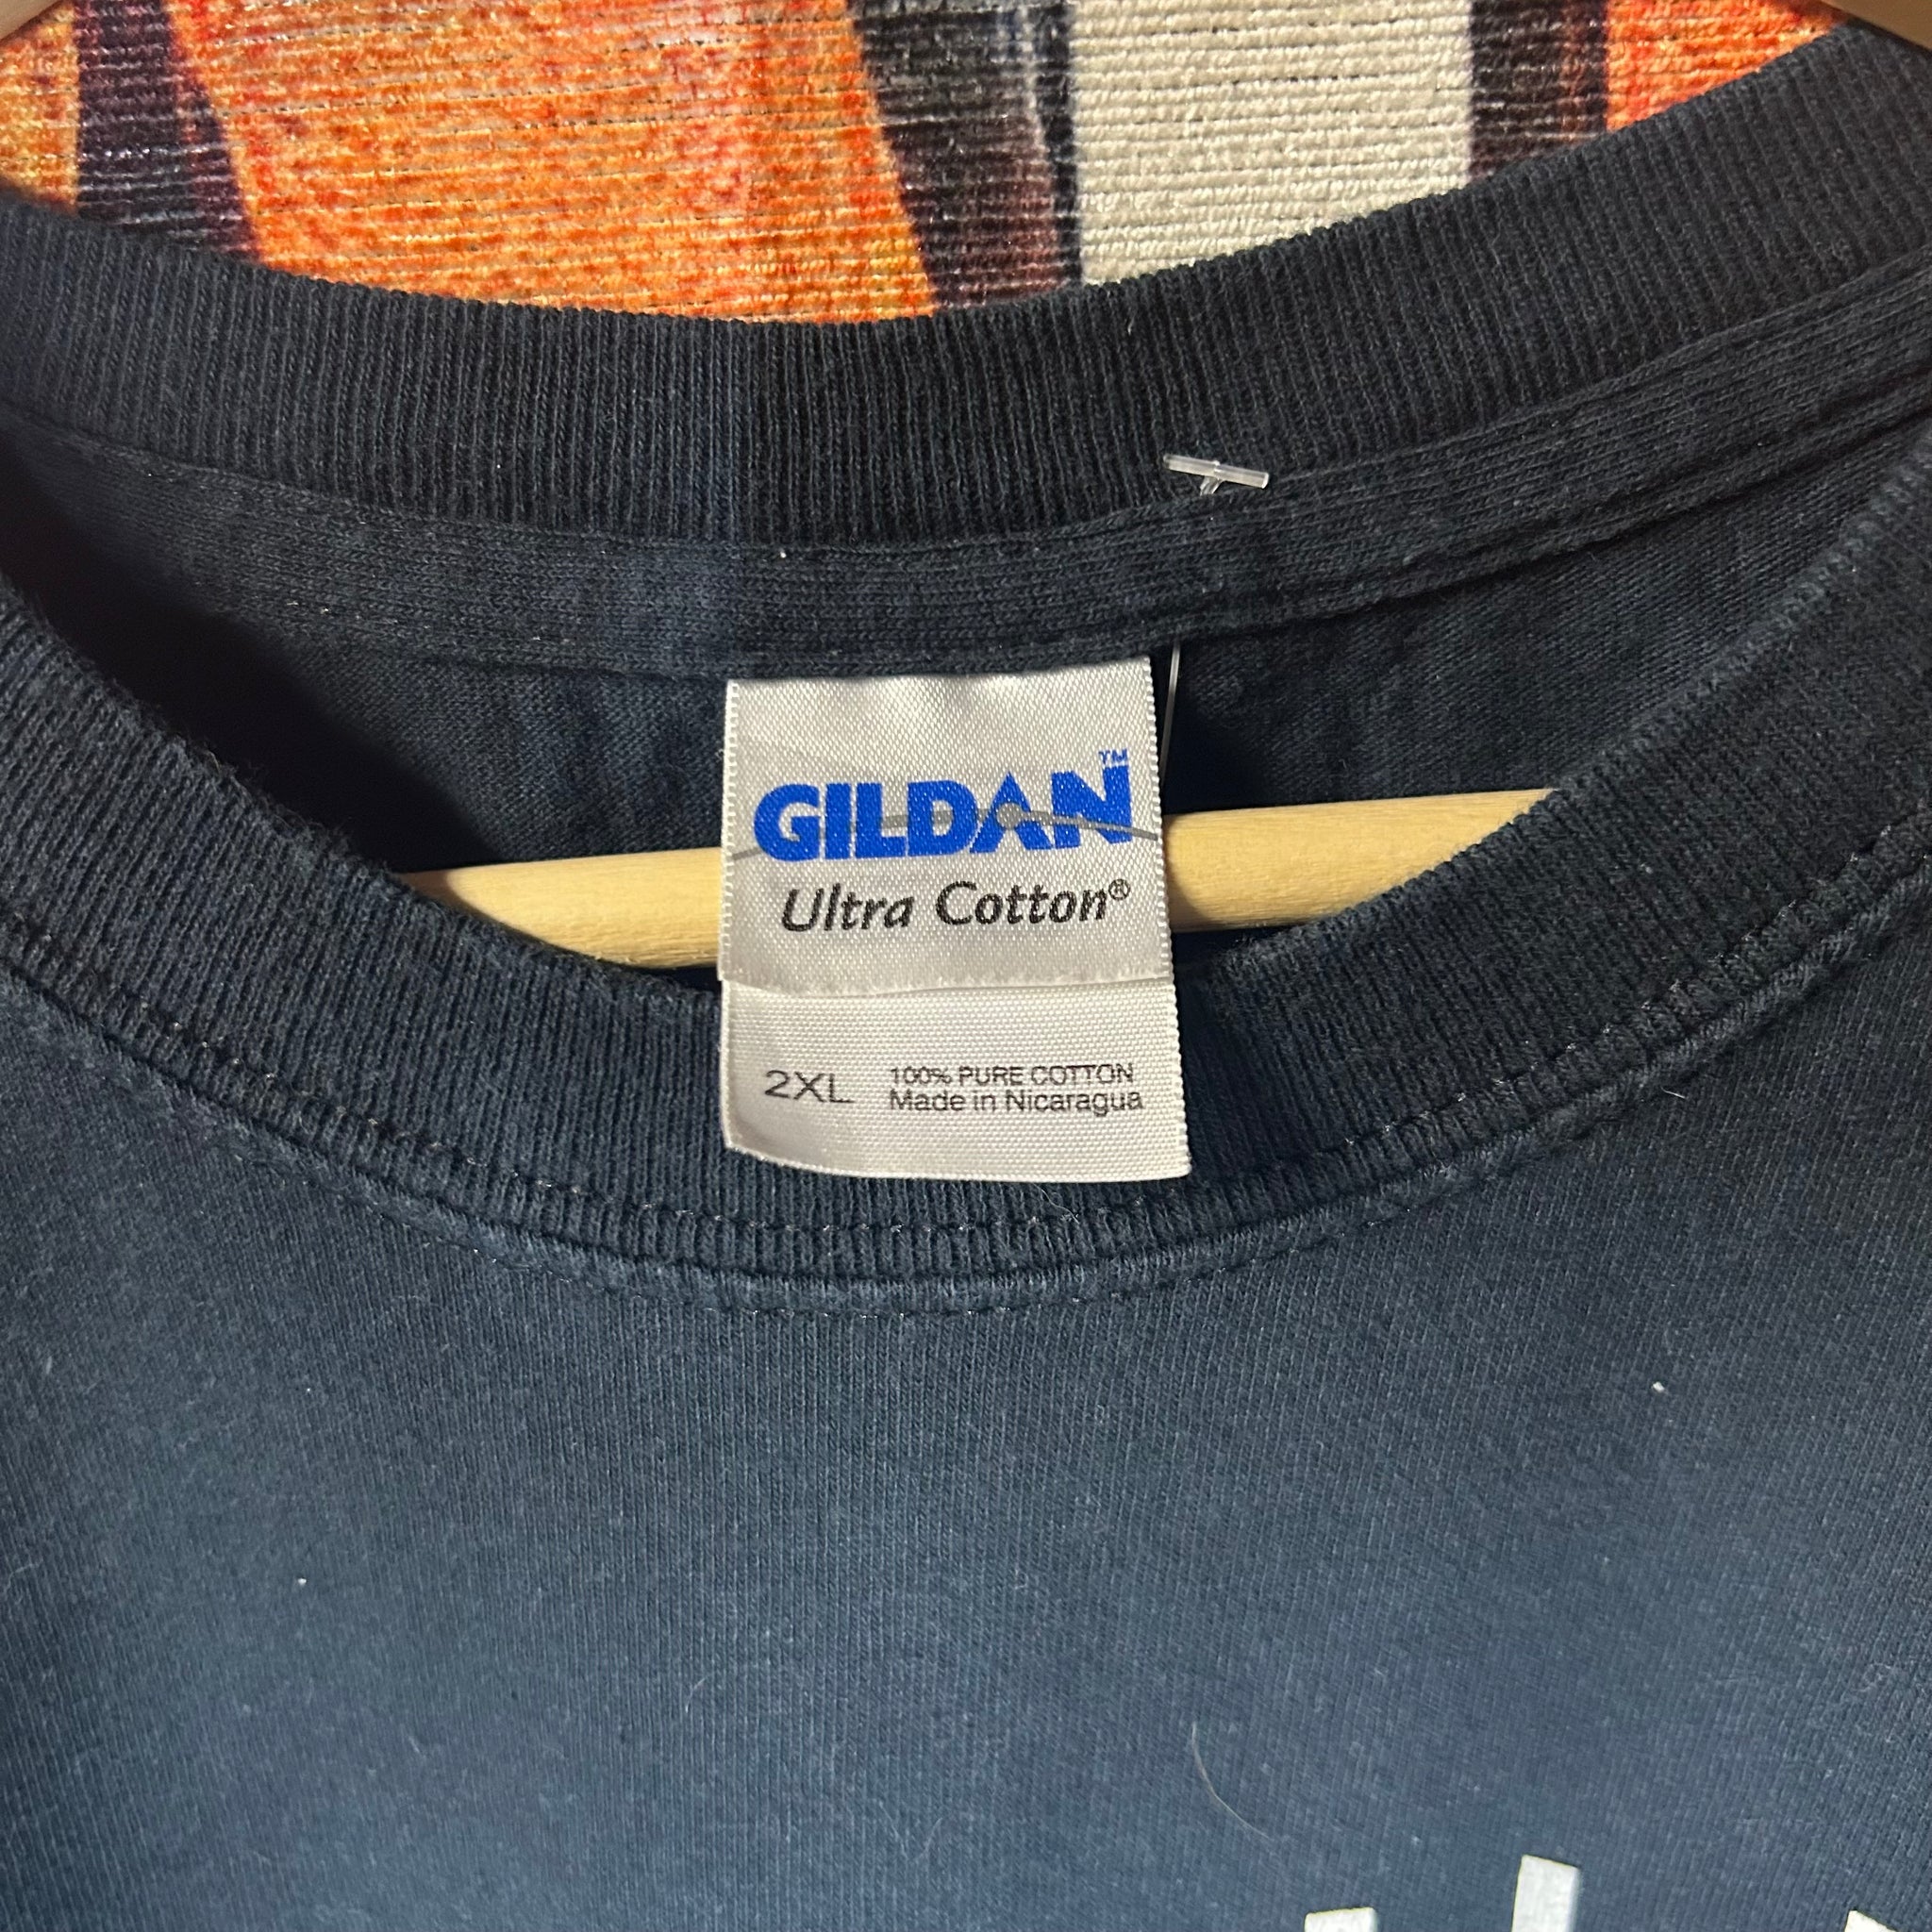 GILDAN™
Ultra Cotton®
2XL 100% PURE COTTON
Made in Nicaragua